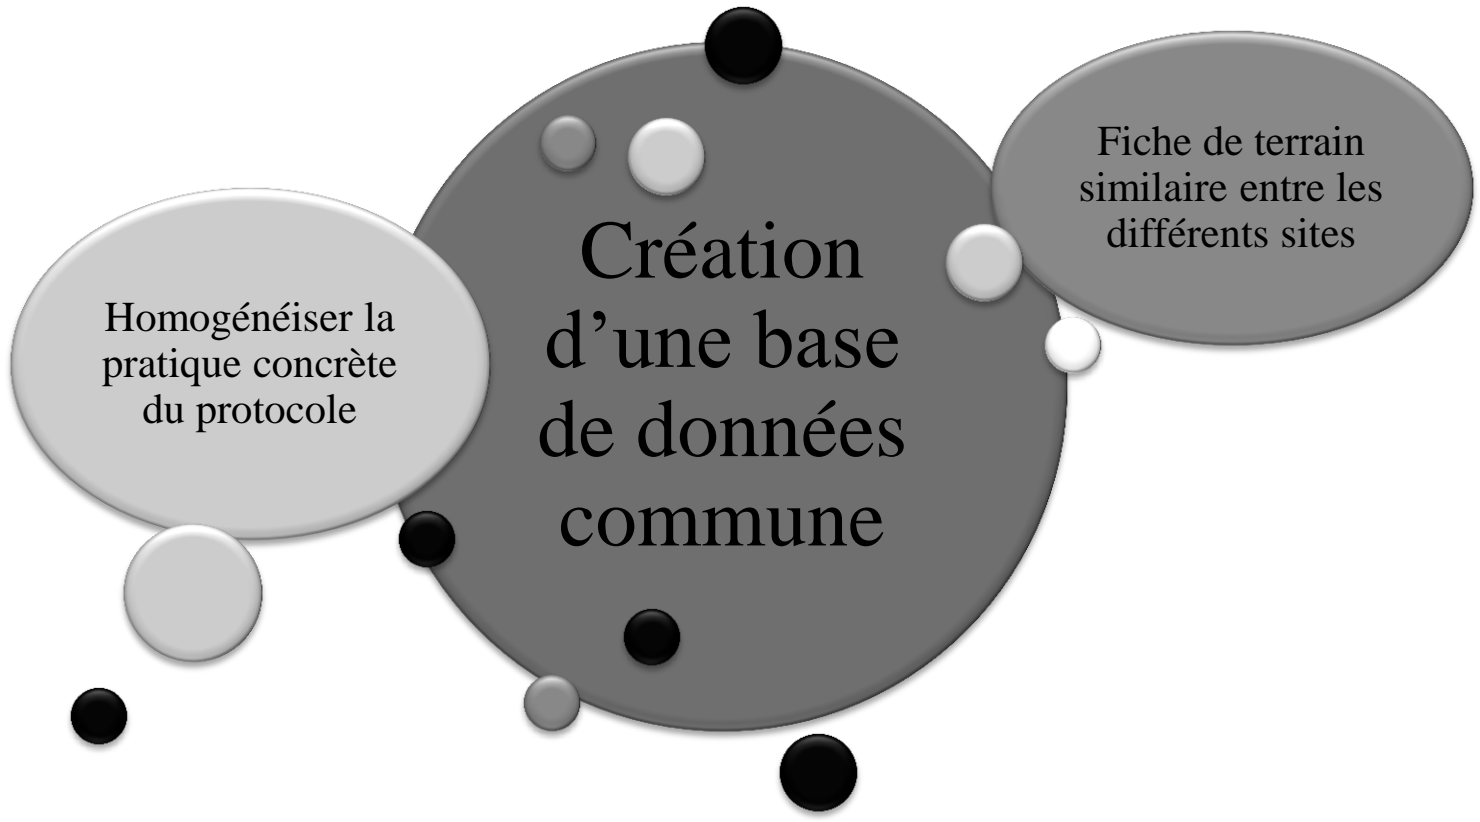 Homogénéiser la
pratique concrète
du protocole
Création
d’une base
de données
commune
Fiche de terrain
similaire entre les
différents sites